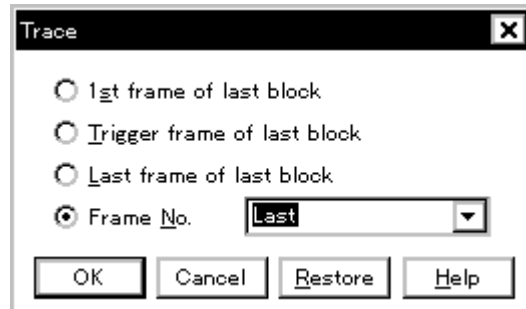 Trace
1st frame of last block
Trigger frame of last block
Last frame of last block
Frame No. Last
OK Cancel Restore Help